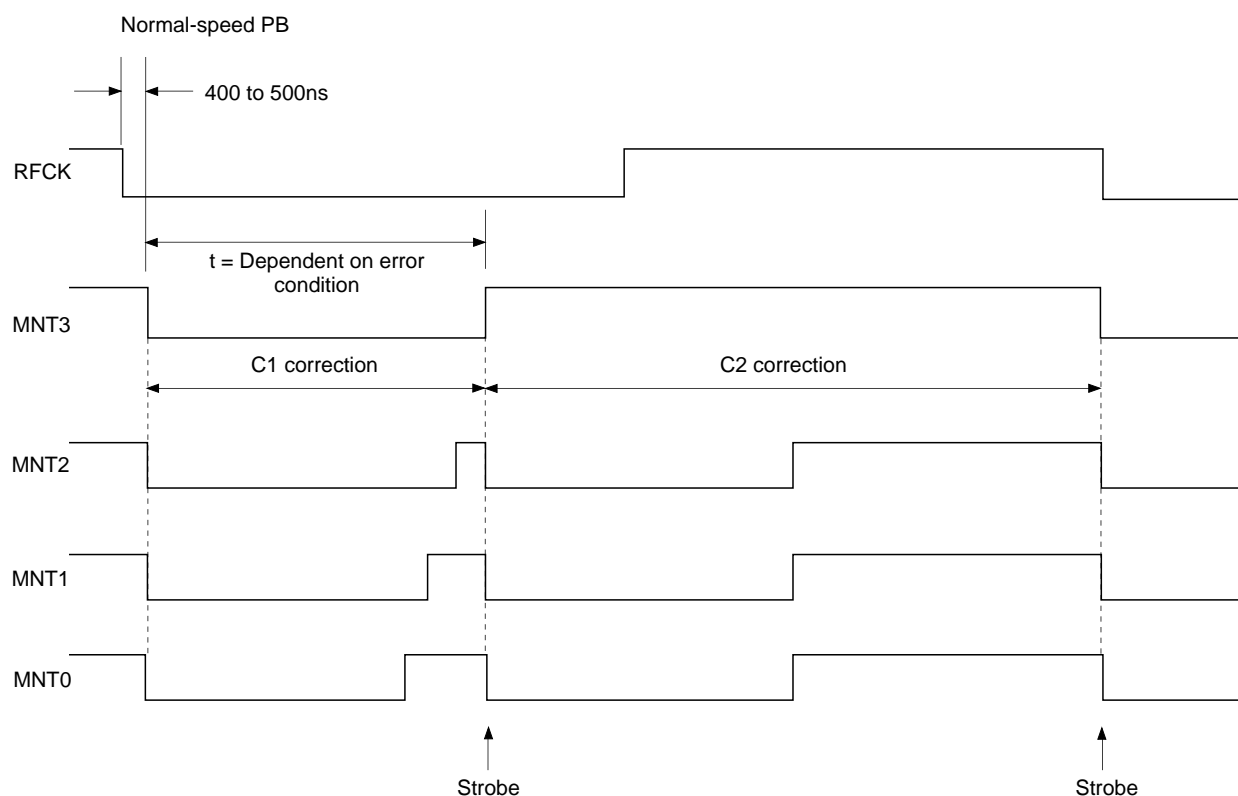 Normal-speed PB
400 to 500ns
RFCK
t = Dependent on error
condition
MNT3
C1 correction
C2 correction
MNT2
MNT1
MNT0
Strobe
Strobe